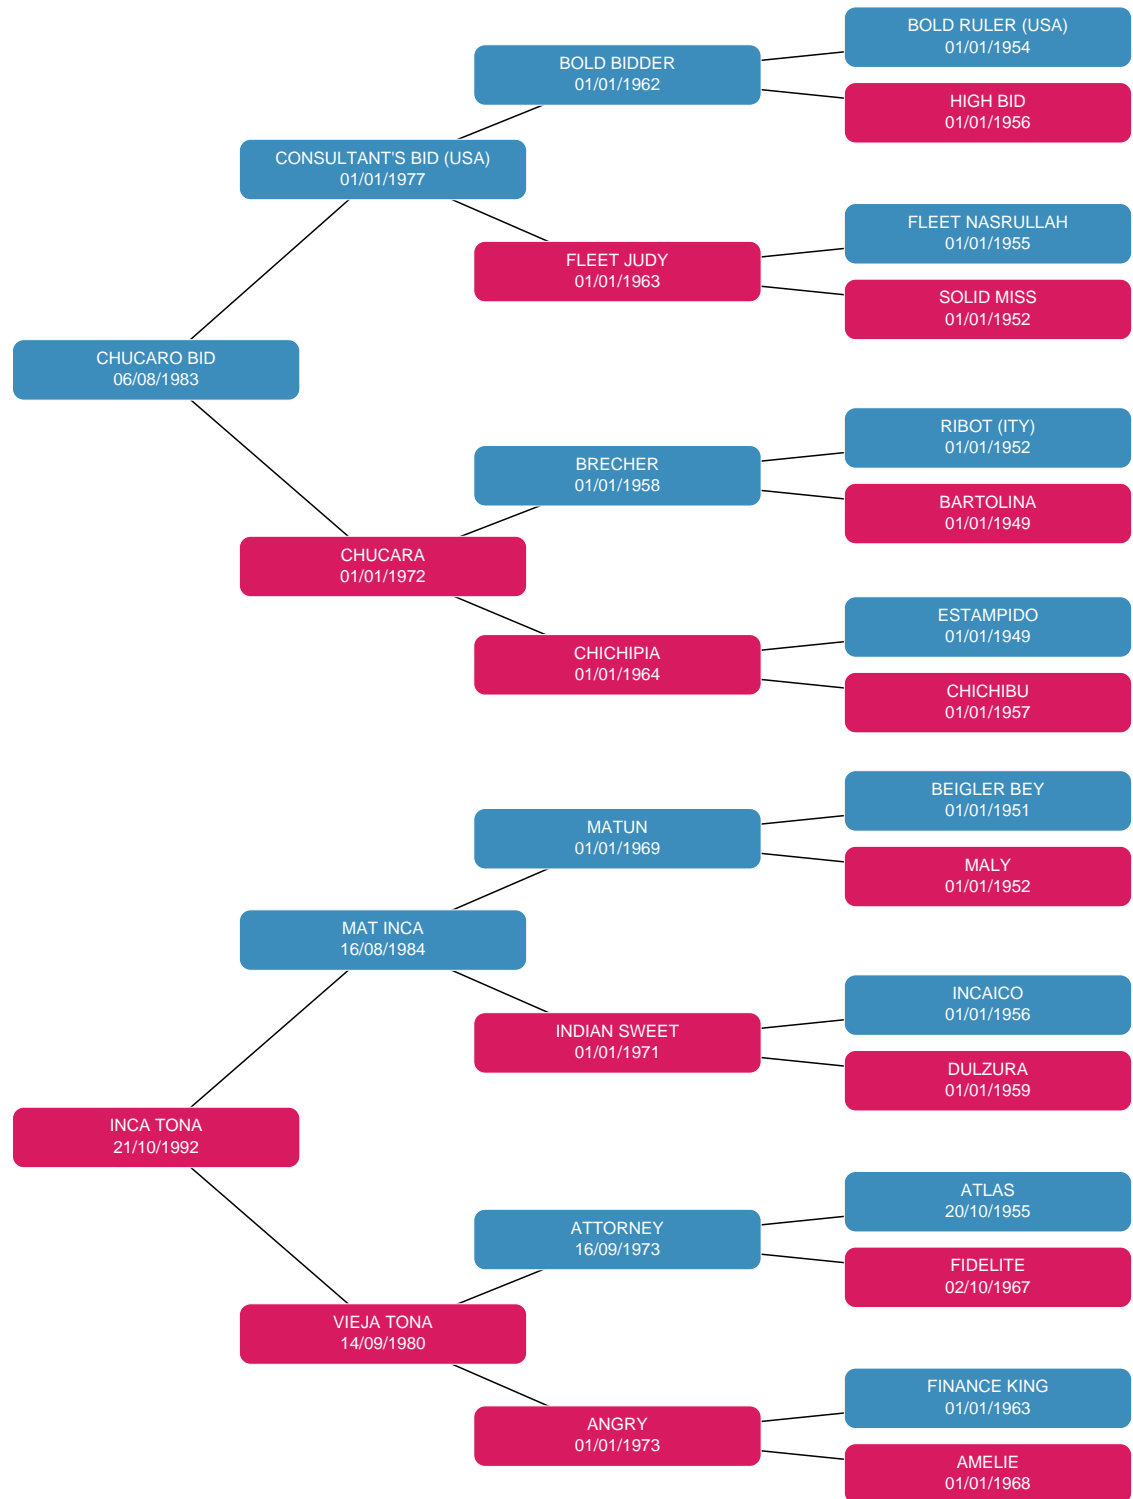 BOLD RULER (USA)
01/01/1954
BOLD BIDDER
01/01/1962
HIGH BID
01/01/1956
CONSULTANT'S BID (USA)
01/01/1977
FLEET NASRULLAH
01/01/1955
FLEET JUDY
01/01/1963
SOLID MISS
01/01/1952
CHUCARO BID
06/08/1983
RIBOT (ITY)
01/01/1952
BRECHER
01/01/1958
BARTOLINA
01/01/1949
CHUCARA
01/01/1972
ESTAMPIDO
01/01/1949
CHICHIPIA
01/01/1964
CHICHIBU
01/01/1957
BEIGLER BEY
01/01/1951
MATUN
01/01/1969
MALY
01/01/1952
MAT INCA
16/08/1984
INCAICO
01/01/1956
INDIAN SWEET
01/01/1971
DULZURA
01/01/1959
INCA TONA
21/10/1992
ATLAS
20/10/1955
ATTORNEY
16/09/1973
FIDELITE
02/10/1967
VIEJA TONA
14/09/1980
FINANCE KING
01/01/1963
ANGRY
01/01/1973
AMELIE
01/01/1968